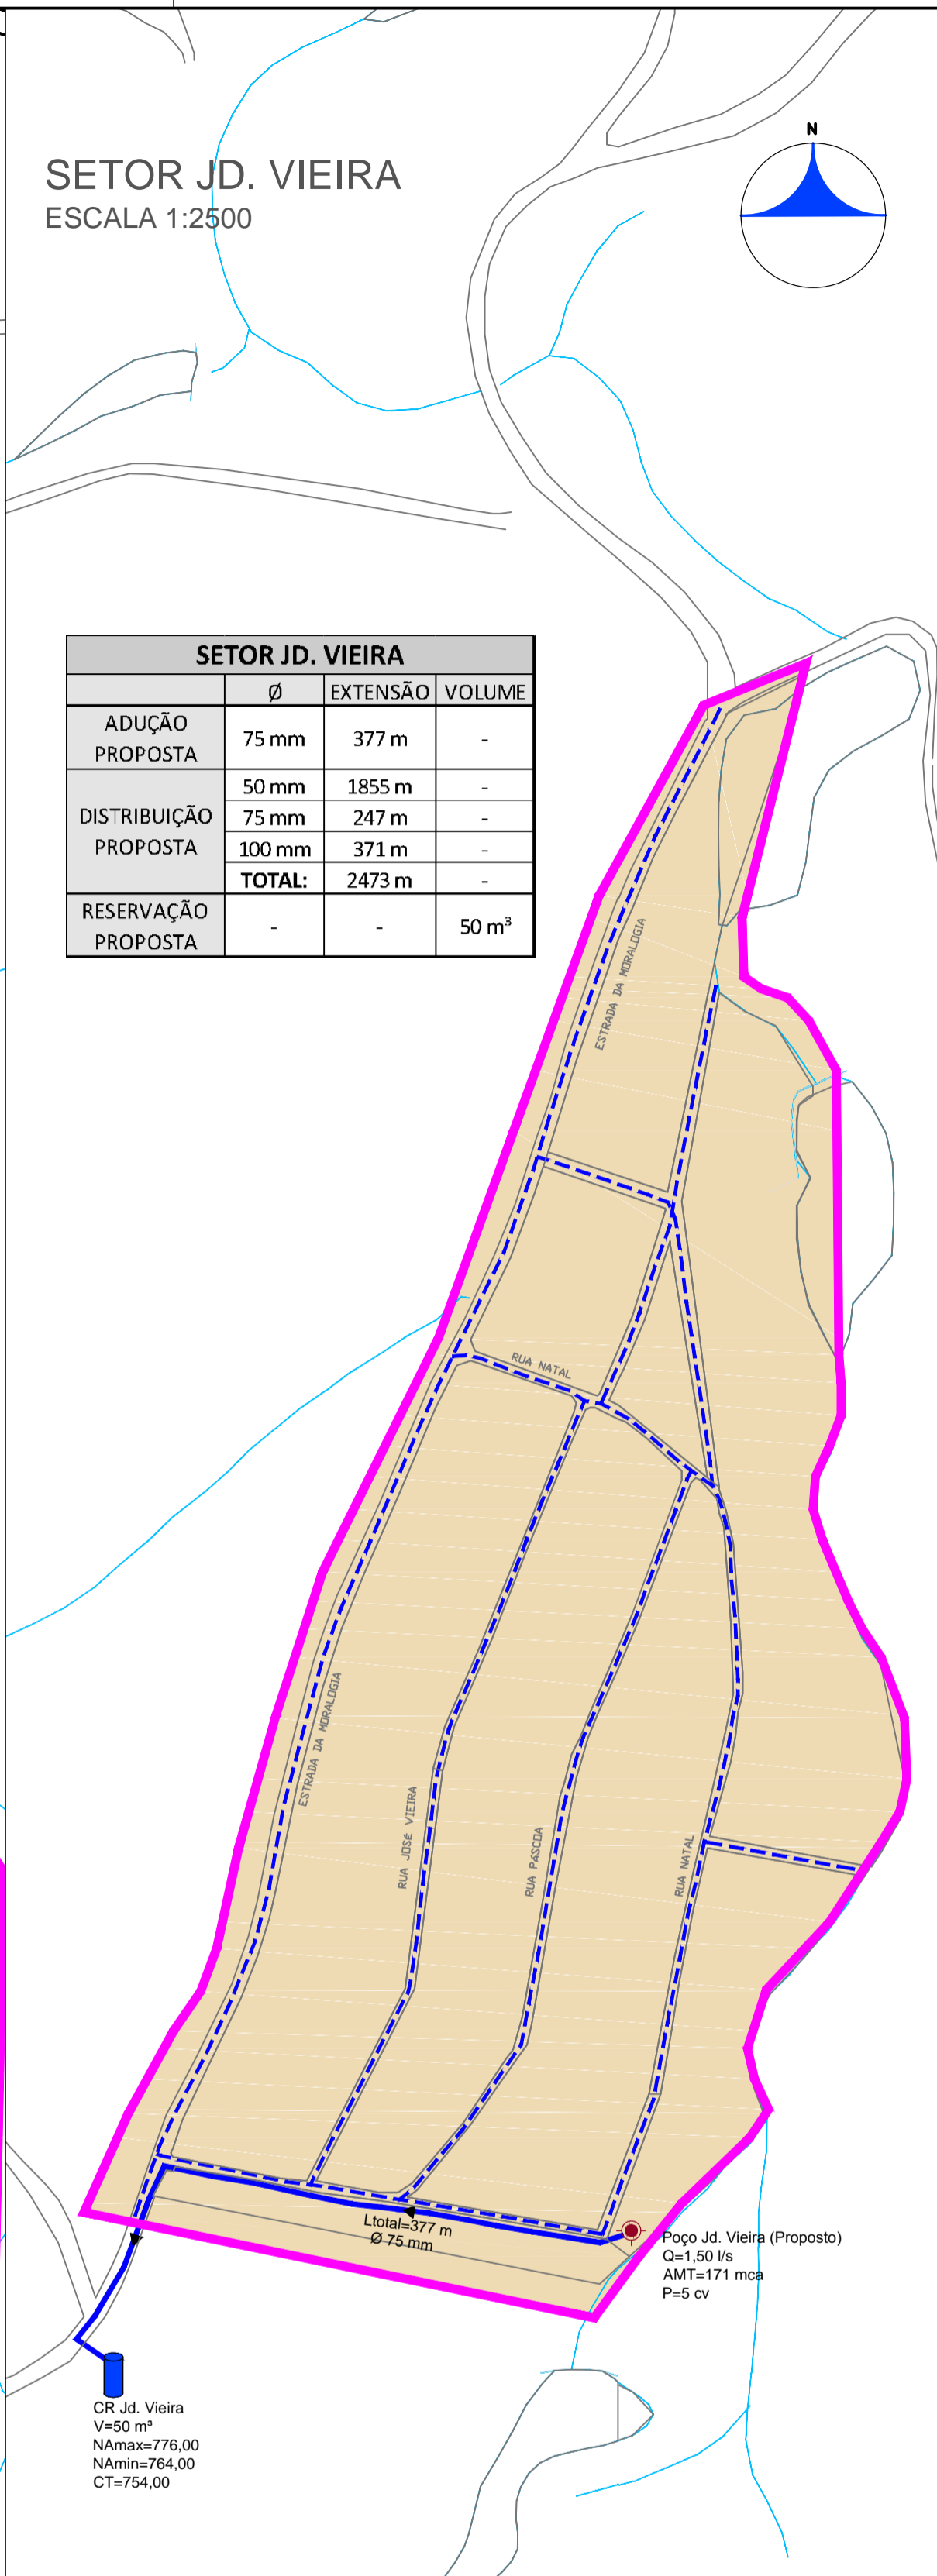 SETOR JD. VIEIRA
ESCALA 1:2500
N
SETOR JD. VIEIRA
Ø EXTENSÃO VOLUME
ADUÇÃO PROPOSTA 75 mm 377 m -
DISTRIBUIÇÃO PROPOSTA 50 mm 1855 m -
75 mm 247 m -
100 mm 371 m -
TOTAL: 2473 m -
RESERVAÇÃO PROPOSTA - - 50 m³
ESTRADA DA MORALOGIA
RUA NATAL
ESTRADA DA MORALOGIA
RUA JOSÉ VIEIRA
RUA PÁSCOA
RUA NATAL
Ltotal=377 m
Ø 75 mm
Poço Jd. Vieira (Proposto)
Q=1,50 l/s
AMT=171 mca
P=5 cv
CR Jd. Vieira
V=50 m³
NAmax=776,00
NAmin=764,00
CT=754,00